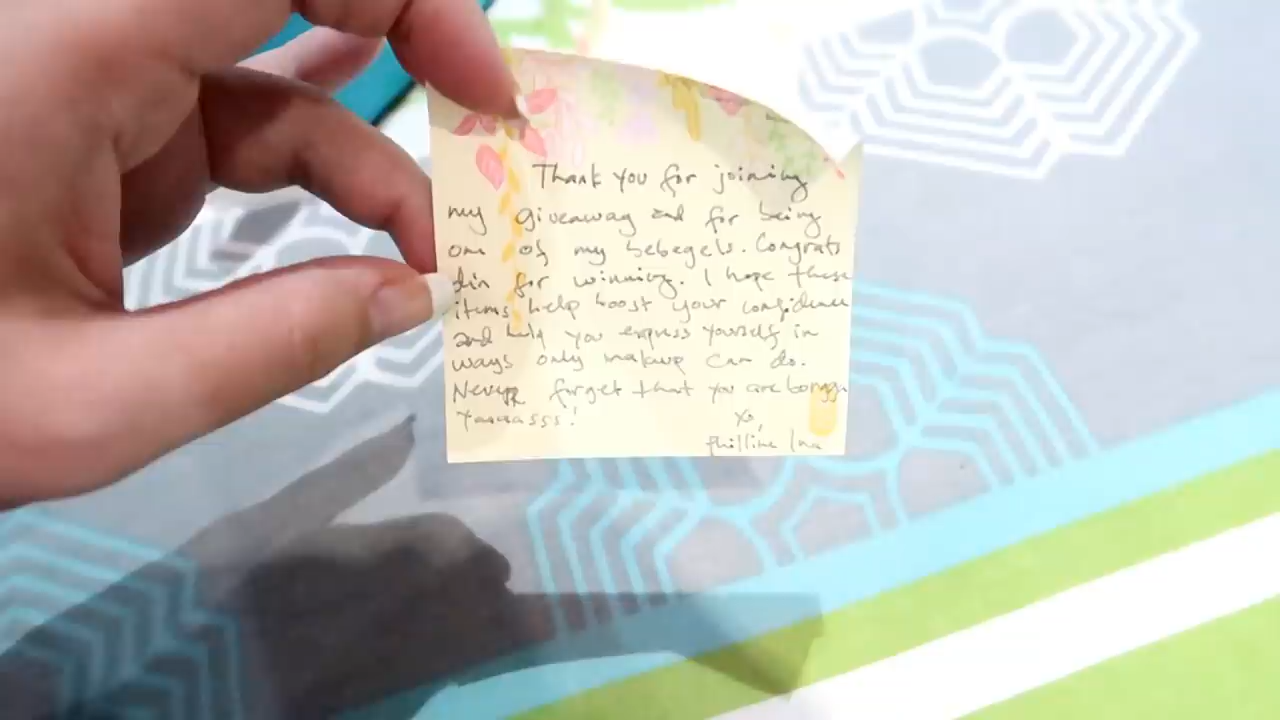 Thank you for joining
my giveaway and for being
one of my bebegels. Congrats
din for winning. I hope these
items help boost your confidence
and help you express yourself in
ways only makeup can do.
Never forget that you are bongga
Yaaaasss!
xo,